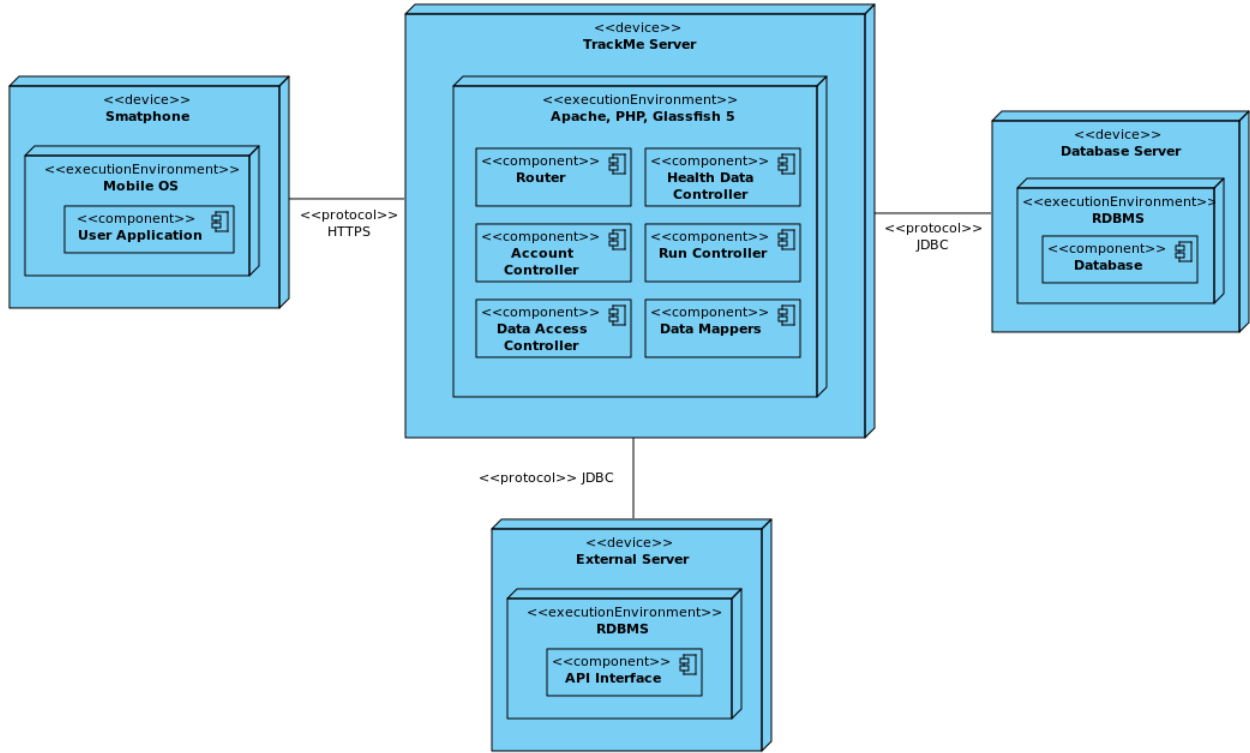 <<device>>
TrackMe Server
<<executionEnvironment>>
Apache, PHP, Glassfish 5
<<component>>
Router
<<component>>
Health Data
Controller
<<component>>
Account
Controller
<<component>>
Run Controller
<<component>>
Data Access
Controller
<<component>>
Data Mappers
<<device>>
Smatphone
<<executionEnvironment>>
Mobile OS
<<component>>
User Application
<<protocol>>
HTTPS
<<device>>
Database Server
<<executionEnvironment>>
RDBMS
<<component>>
Database
<<protocol>>
JDBC
<<protocol>> JDBC
<<device>>
External Server
<<executionEnvironment>>
RDBMS
<<component>>
API Interface